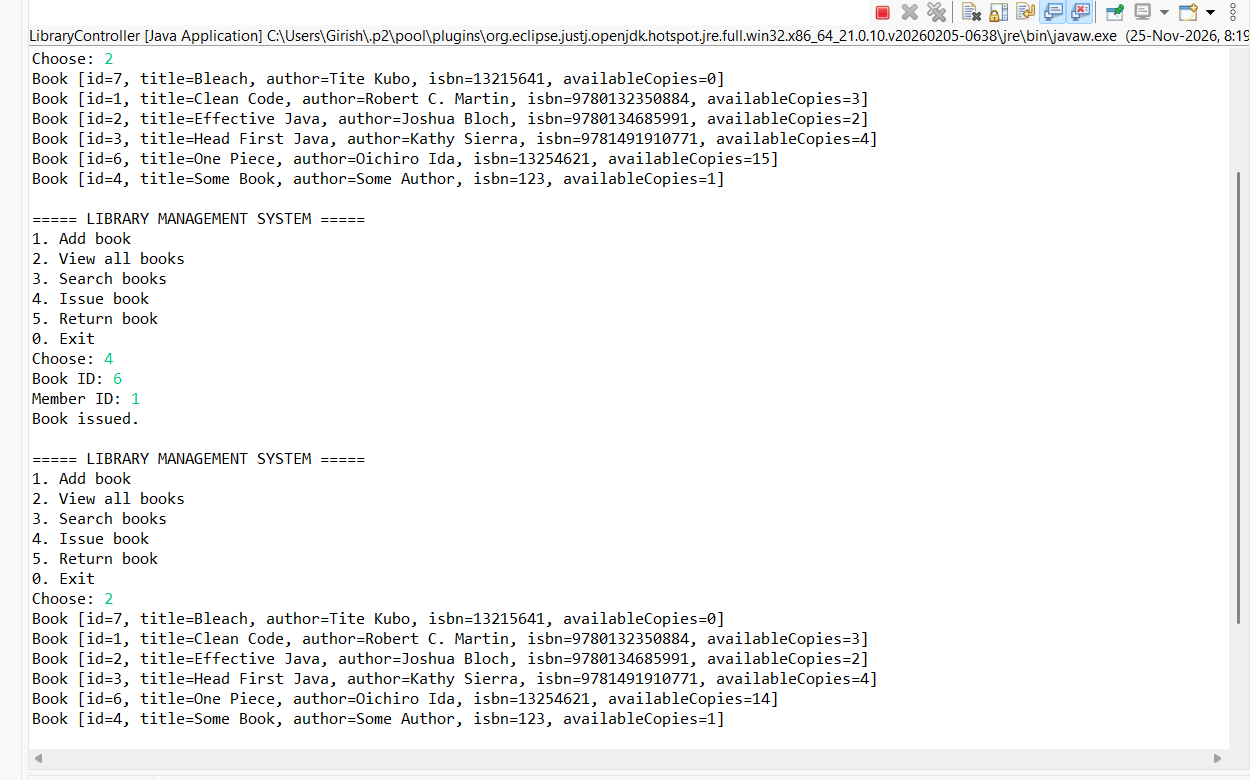 LibraryController [Java Application] C:\Users\Girish\.p2\pool\plugins\org.eclipse.justj.openjdk.hotspot.jre.full.win32.x86_64_21.0.10.v20260205-0638\jre\bin\javaw.exe (25-Nov-2026, 8:19
Choose: 2
Book [id=7, title=Bleach, author=Tite Kubo, isbn=13215641, availableCopies=0]
Book [id=1, title=Clean Code, author=Robert C. Martin, isbn=9780132350884, availableCopies=3]
Book [id=2, title=Effective Java, author=Joshua Bloch, isbn=9780134685991, availableCopies=2]
Book [id=3, title=Head First Java, author=Kathy Sierra, isbn=9781491910771, availableCopies=4]
Book [id=6, title=One Piece, author=Oichiro Ida, isbn=13254621, availableCopies=15]
Book [id=4, title=Some Book, author=Some Author, isbn=123, availableCopies=1]
===== LIBRARY MANAGEMENT SYSTEM =====
1. Add book
2. View all books
3. Search books
4. Issue book
5. Return book
0. Exit
Choose: 4
Book ID: 6
Member ID: 1
Book issued.
===== LIBRARY MANAGEMENT SYSTEM =====
1. Add book
2. View all books
3. Search books
4. Issue book
5. Return book
0. Exit
Choose: 2
Book [id=7, title=Bleach, author=Tite Kubo, isbn=13215641, availableCopies=0]
Book [id=1, title=Clean Code, author=Robert C. Martin, isbn=9780132350884, availableCopies=3]
Book [id=2, title=Effective Java, author=Joshua Bloch, isbn=9780134685991, availableCopies=2]
Book [id=3, title=Head First Java, author=Kathy Sierra, isbn=9781491910771, availableCopies=4]
Book [id=6, title=One Piece, author=Oichiro Ida, isbn=13254621, availableCopies=14]
Book [id=4, title=Some Book, author=Some Author, isbn=123, availableCopies=1]